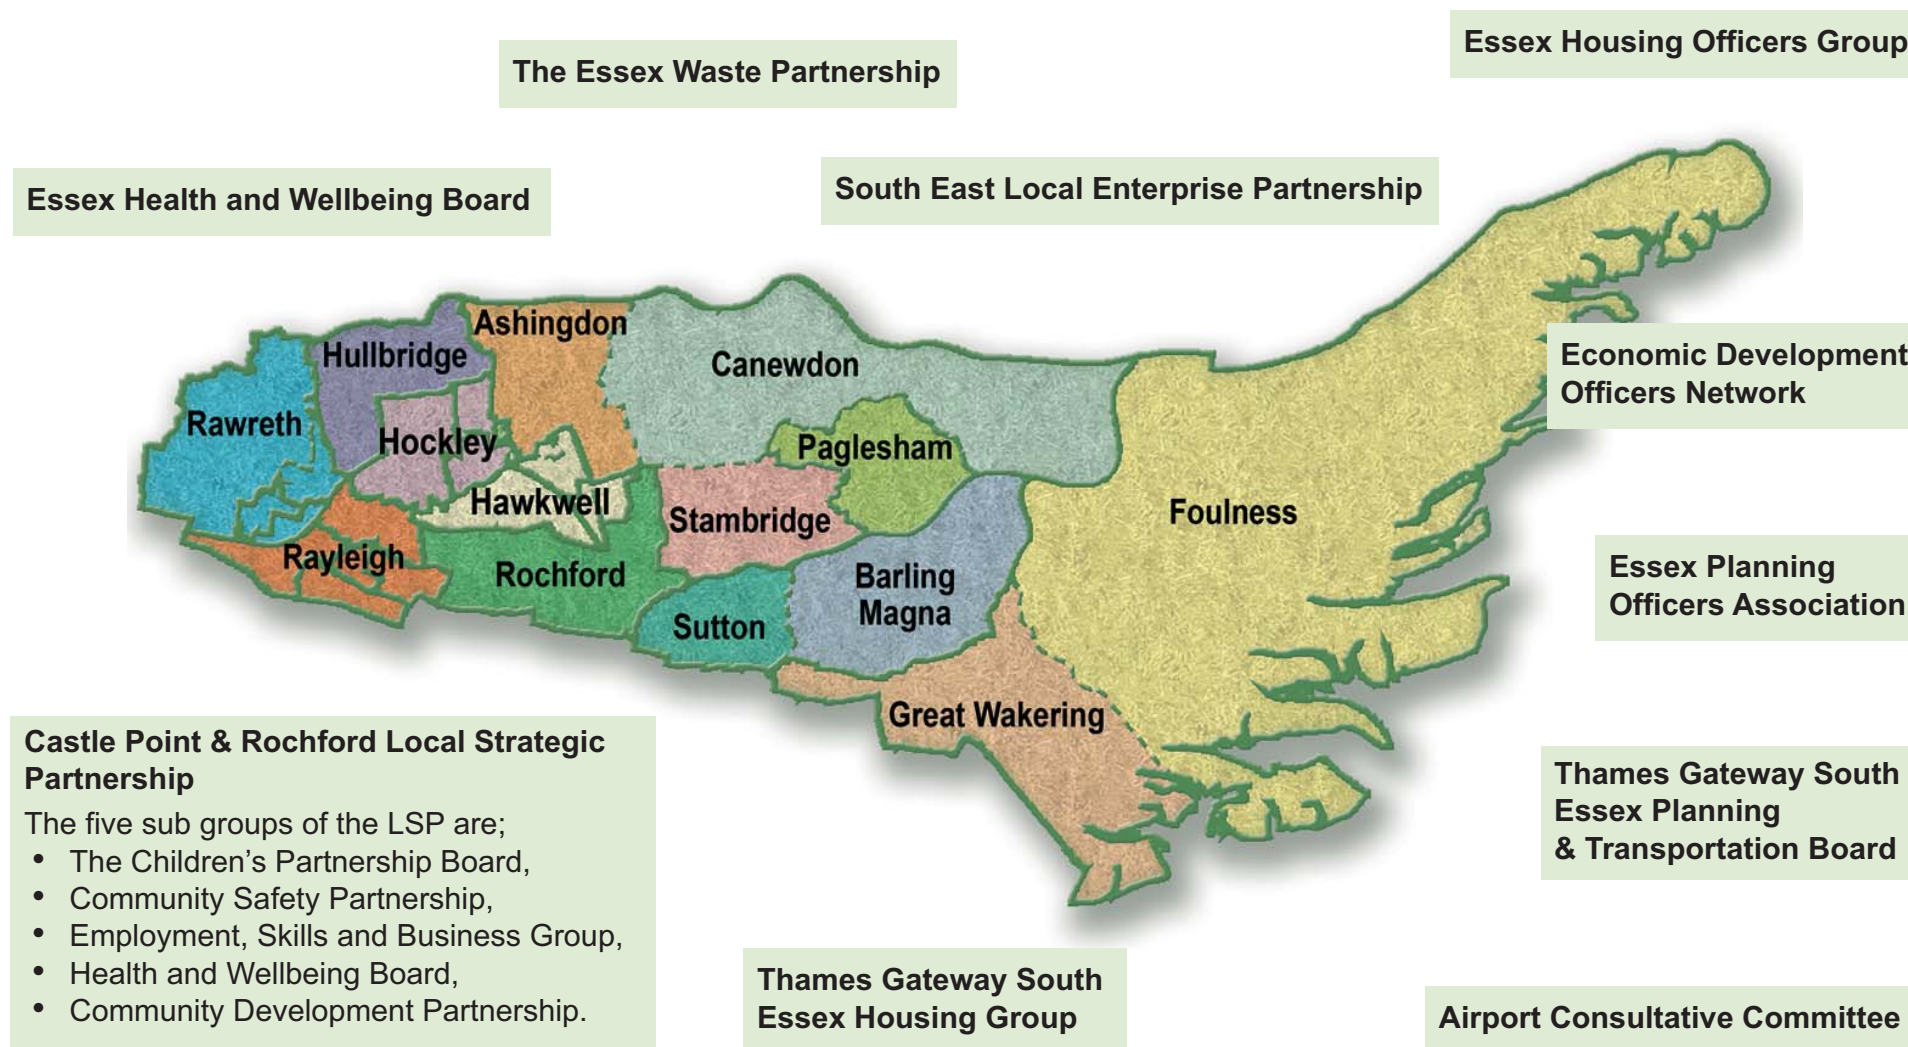 Essex Housing Officers Group
The Essex Waste Partnership
Essex Health and Wellbeing Board
South East Local Enterprise Partnership
Ashingdon
Hullbridge
Canewdon
Economic Development
Officers Network
Rawreth
Hockley
Paglesham
Hawkwell
Stambridge
Foulness
Rayleigh
Rochford
Barling
Magna
Sutton
Essex Planning
Officers Association
Great Wakering
Castle Point & Rochford Local Strategic
Partnership
The five sub groups of the LSP are;
• The Children’s Partnership Board,
• Community Safety Partnership,
• Employment, Skills and Business Group,
• Health and Wellbeing Board,
• Community Development Partnership.
Thames Gateway South
Essex Planning
& Transportation Board
Thames Gateway South
Essex Housing Group
Airport Consultative Committee